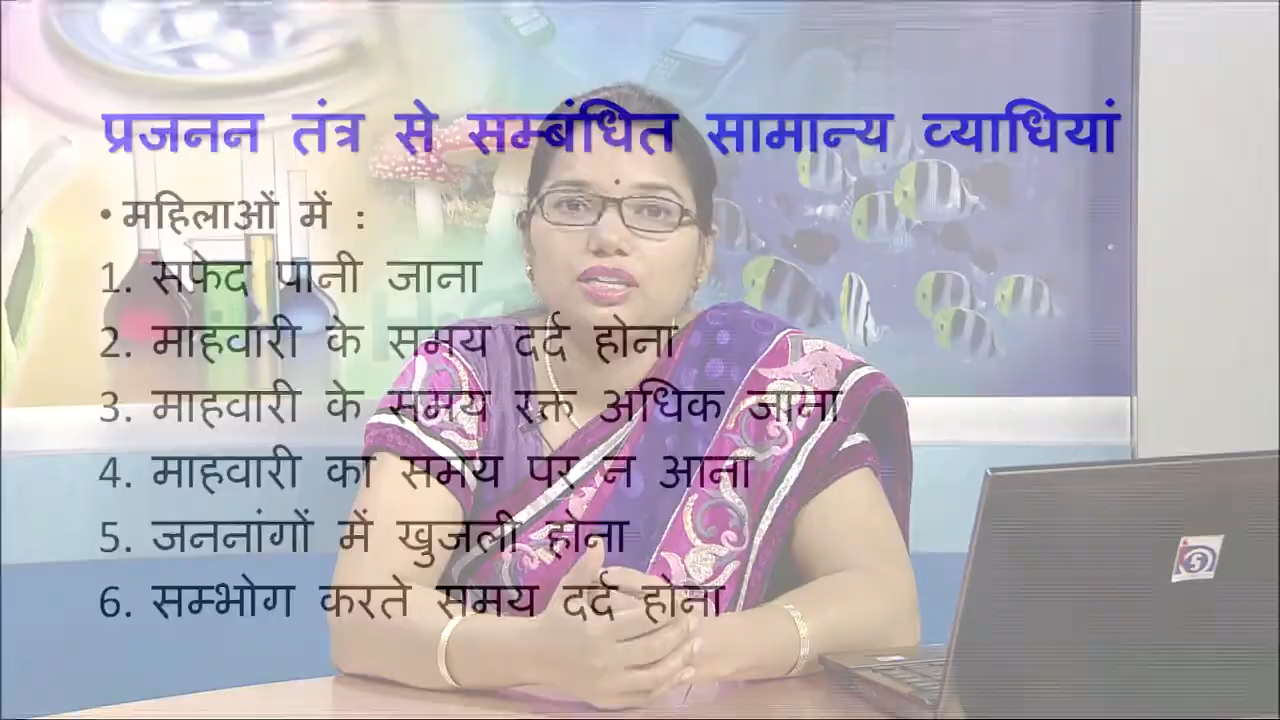 प्रजनन तंत्र से सम्बंधित सामान्य व्याधियां
• महिलाओं में :
1. सफेद पानी जाना
2. माहवारी के समय दर्द होना
3. माहवारी के समय रक्त अधिक जाना
4. माहवारी का समय पर न आना
5. जननांगों में खुजली होना
6. सम्भोग करते समय दर्द होना